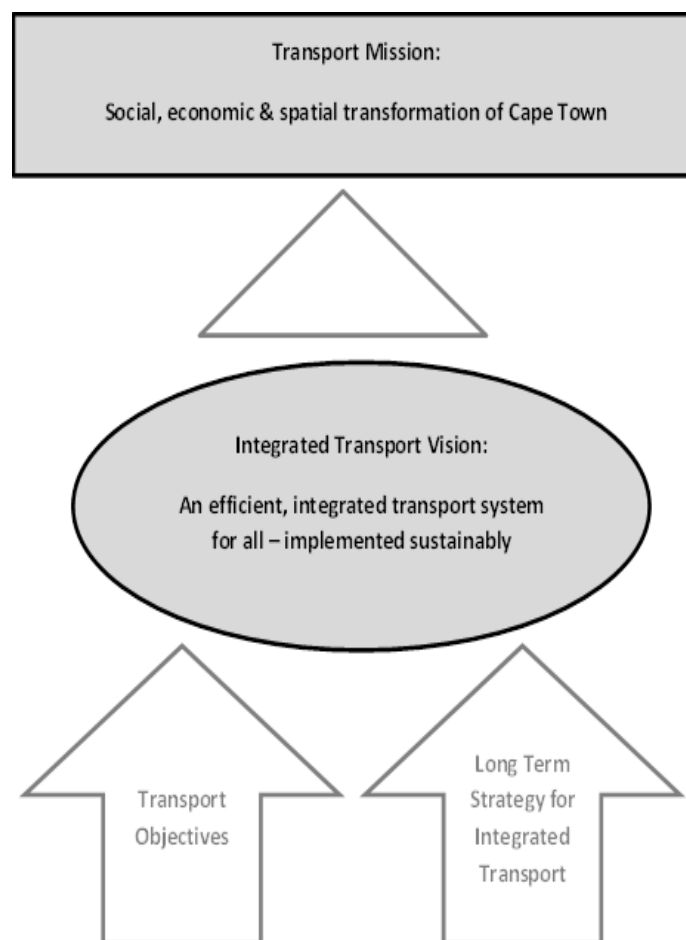 Transport Mission:
Social, economic & spatial transformation of Cape Town
Integrated Transport Vision:
An efficient, integrated transport system
for all – implemented sustainably
Transport
Objectives
Long Term
Strategy for
Integrated
Transport